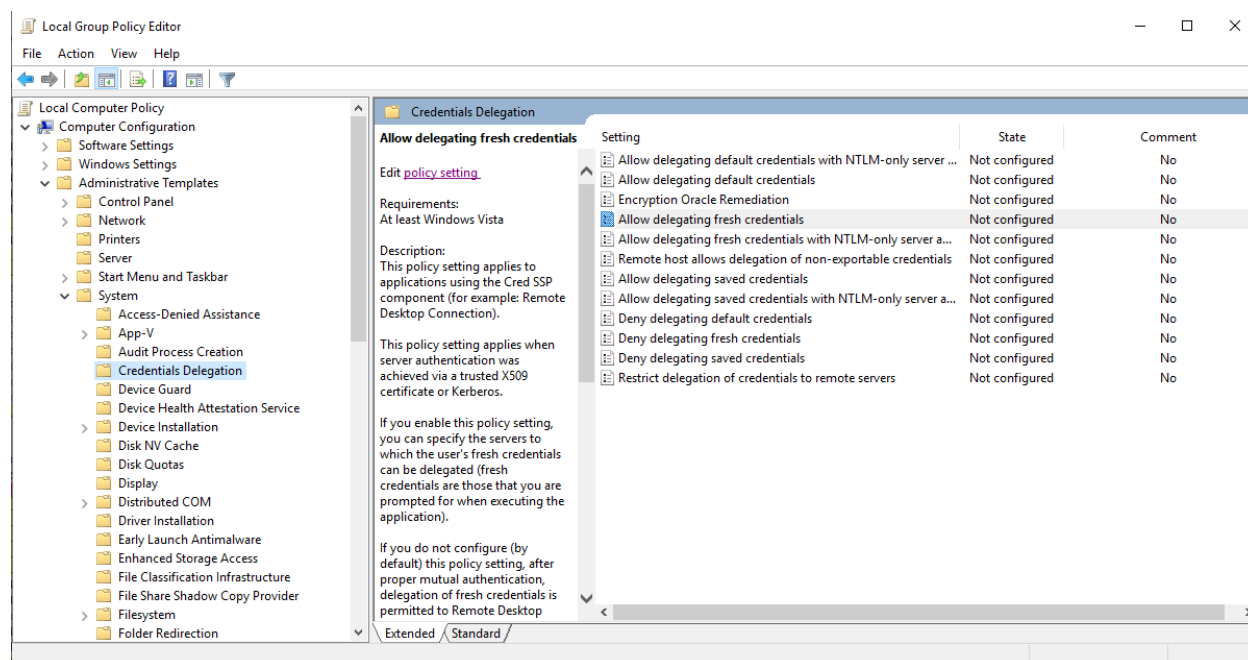 Local Group Policy Editor
File Action View Help
Local Computer Policy
Computer Configuration
Software Settings
Windows Settings
Administrative Templates
Control Panel
Network
Printers
Server
Start Menu and Taskbar
System
Access-Denied Assistance
App-V
Audit Process Creation
Credentials Delegation
Device Guard
Device Health Attestation Service
Device Installation
Disk NV Cache
Disk Quotas
Display
Distributed COM
Driver Installation
Early Launch Antimalware
Enhanced Storage Access
File Classification Infrastructure
File Share Shadow Copy Provider
Filesystem
Folder Redirection
Credentials Delegation
Allow delegating fresh credentials
Edit policy setting
Requirements:
At least Windows Vista
Description:
This policy setting applies to
applications using the Cred SSP
component (for example: Remote
Desktop Connection).
This policy setting applies when
server authentication was
achieved via a trusted X509
certificate or Kerberos.
If you enable this policy setting,
you can specify the servers to
which the user's fresh credentials
can be delegated (fresh
credentials are those that you are
prompted for when executing the
application).
If you do not configure (by
default) this policy setting, after
proper mutual authentication,
delegation of fresh credentials is
permitted to Remote Desktop
Setting State Comment
Allow delegating default credentials with NTLM-only server ... Not configured No
Allow delegating default credentials Not configured No
Encryption Oracle Remediation Not configured No
Allow delegating fresh credentials Not configured No
Allow delegating fresh credentials with NTLM-only server a... Not configured No
Remote host allows delegation of non-exportable credentials Not configured No
Allow delegating saved credentials Not configured No
Allow delegating saved credentials with NTLM-only server a... Not configured No
Deny delegating default credentials Not configured No
Deny delegating fresh credentials Not configured No
Deny delegating saved credentials Not configured No
Restrict delegation of credentials to remote servers Not configured No
Extended Standard